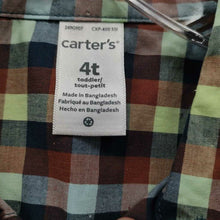 carter's®
4t
toddler/
tout-petit
Made in Bangladesh
Fabriqué au Bangladesh
Hecho en Bangladesh